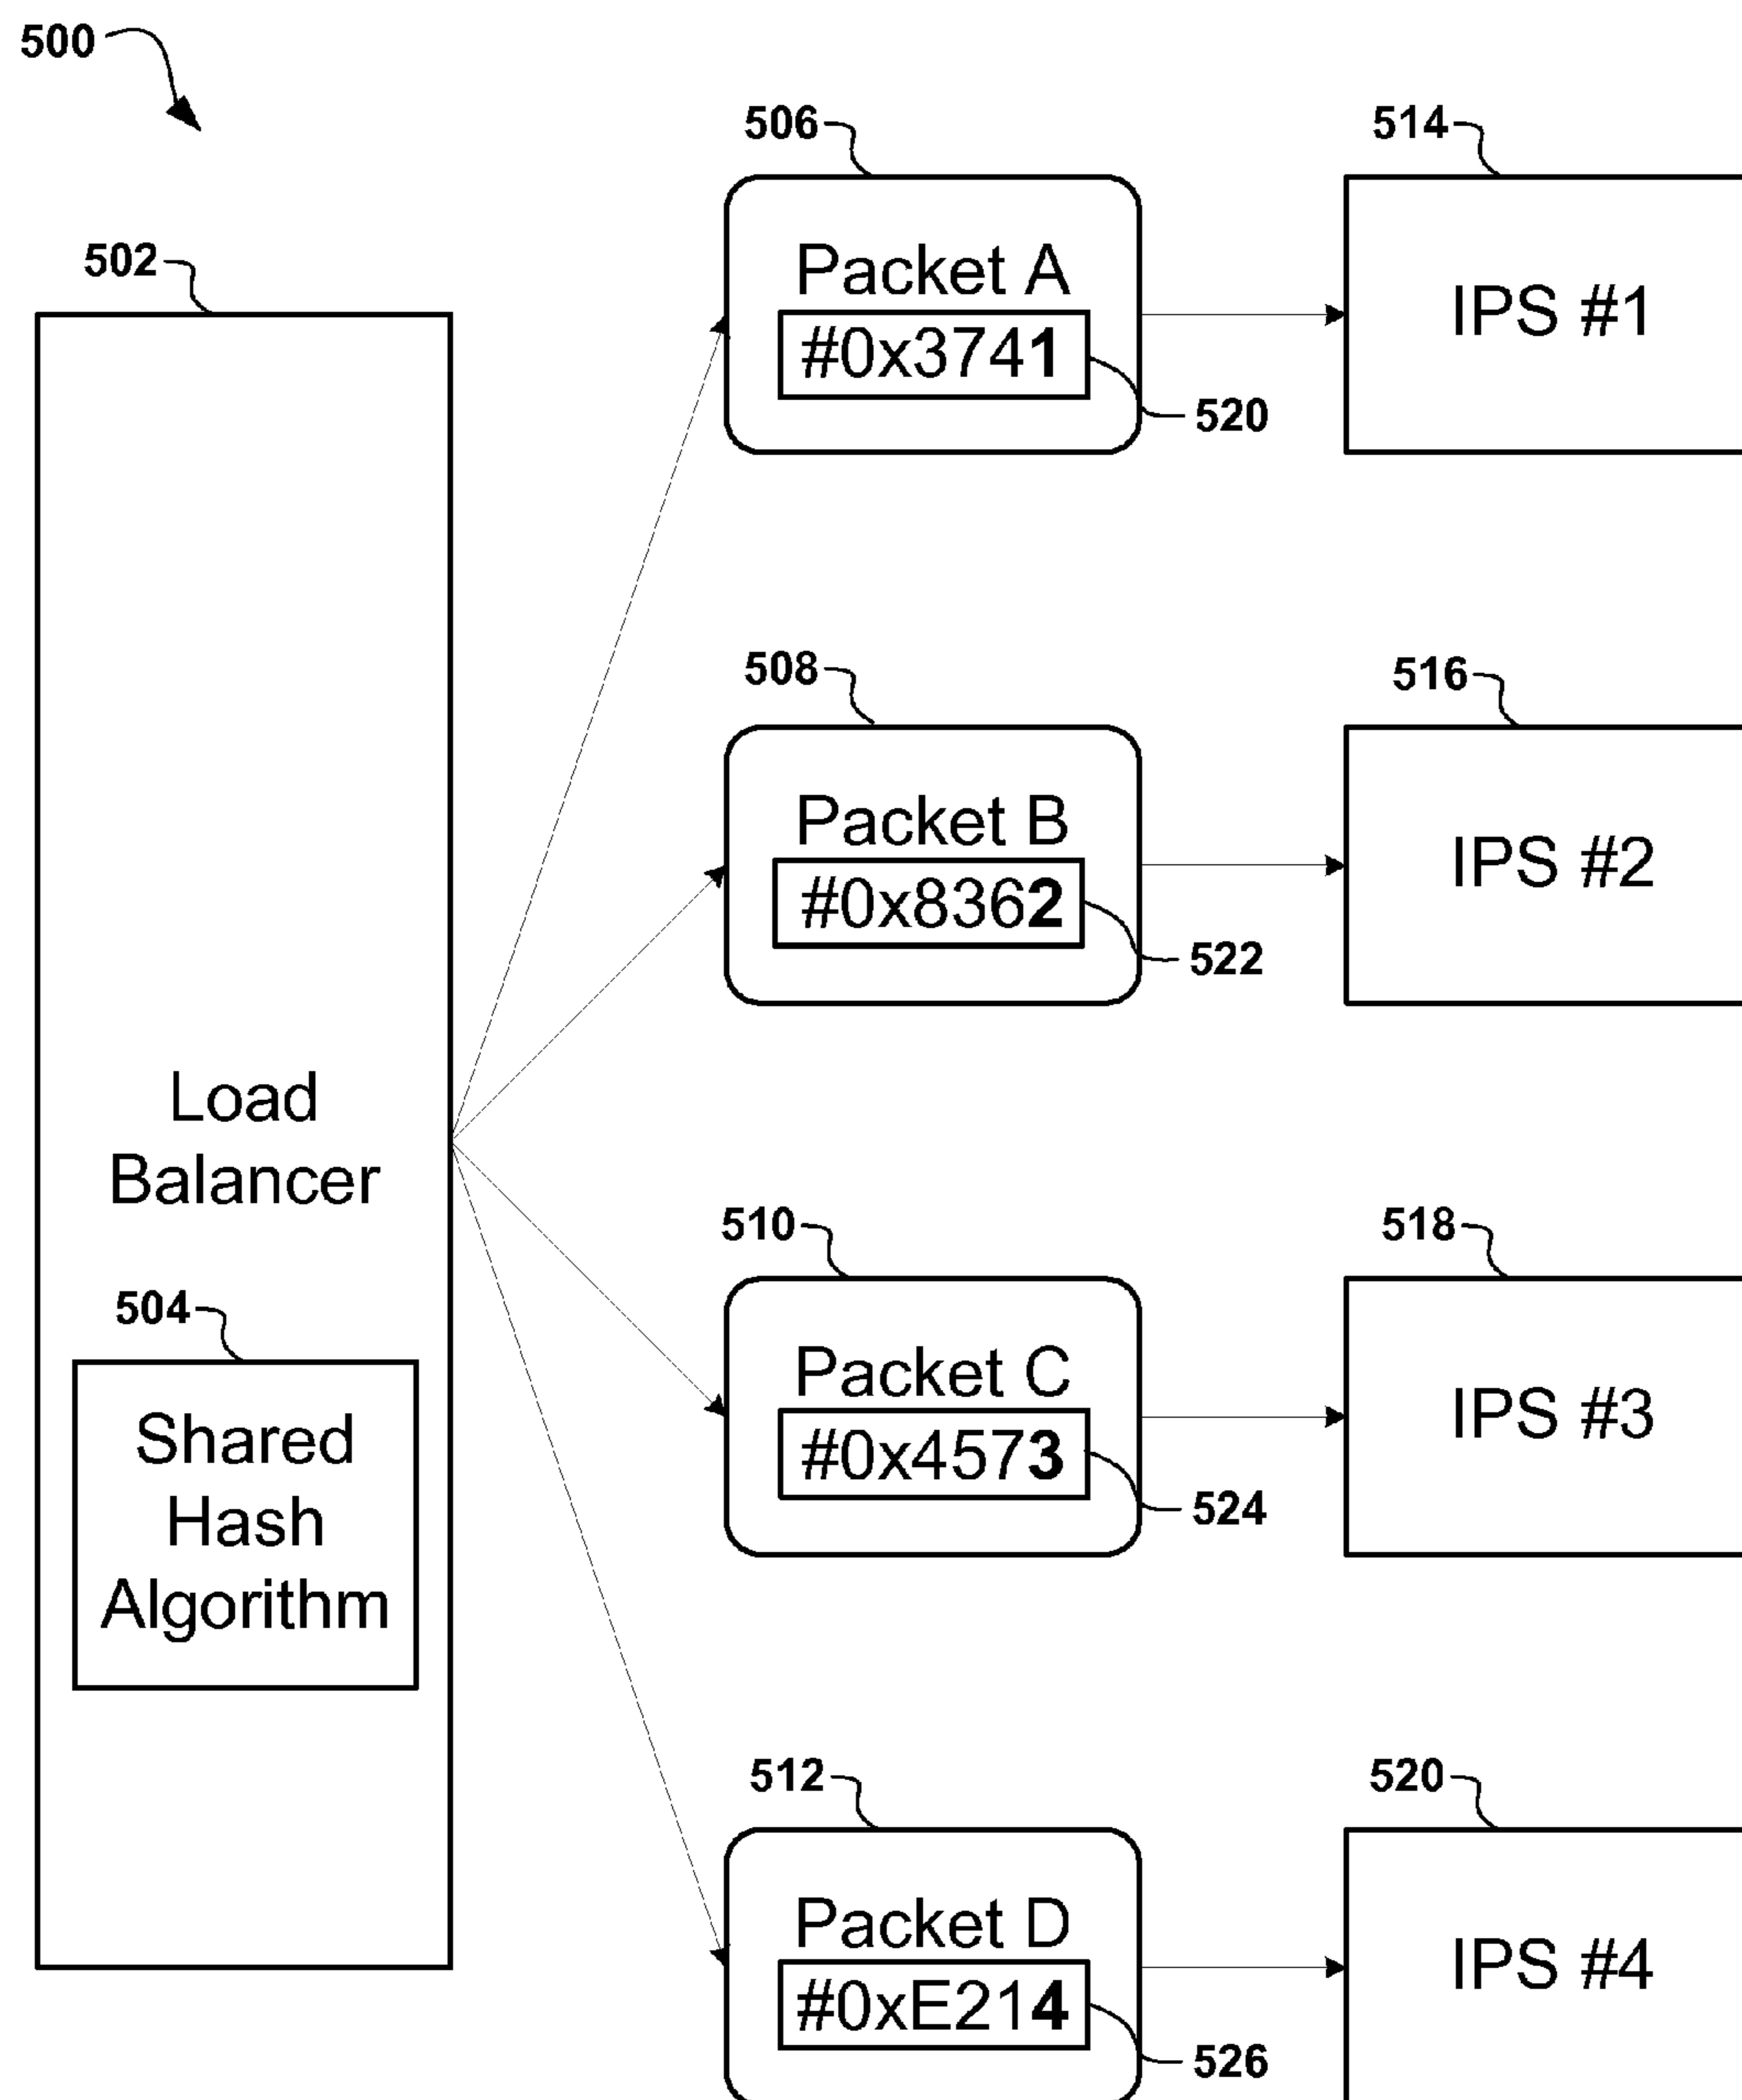 500
506
514
502
Packet A
#0x3741
520
IPS #1
508
516
Packet B
#0x8362
522
IPS #2
Load
Balancer
510
518
504
Shared
Hash
Algorithm
Packet C
#0x4573
524
IPS #3
512
520
Packet D
#0xE214
526
IPS #4